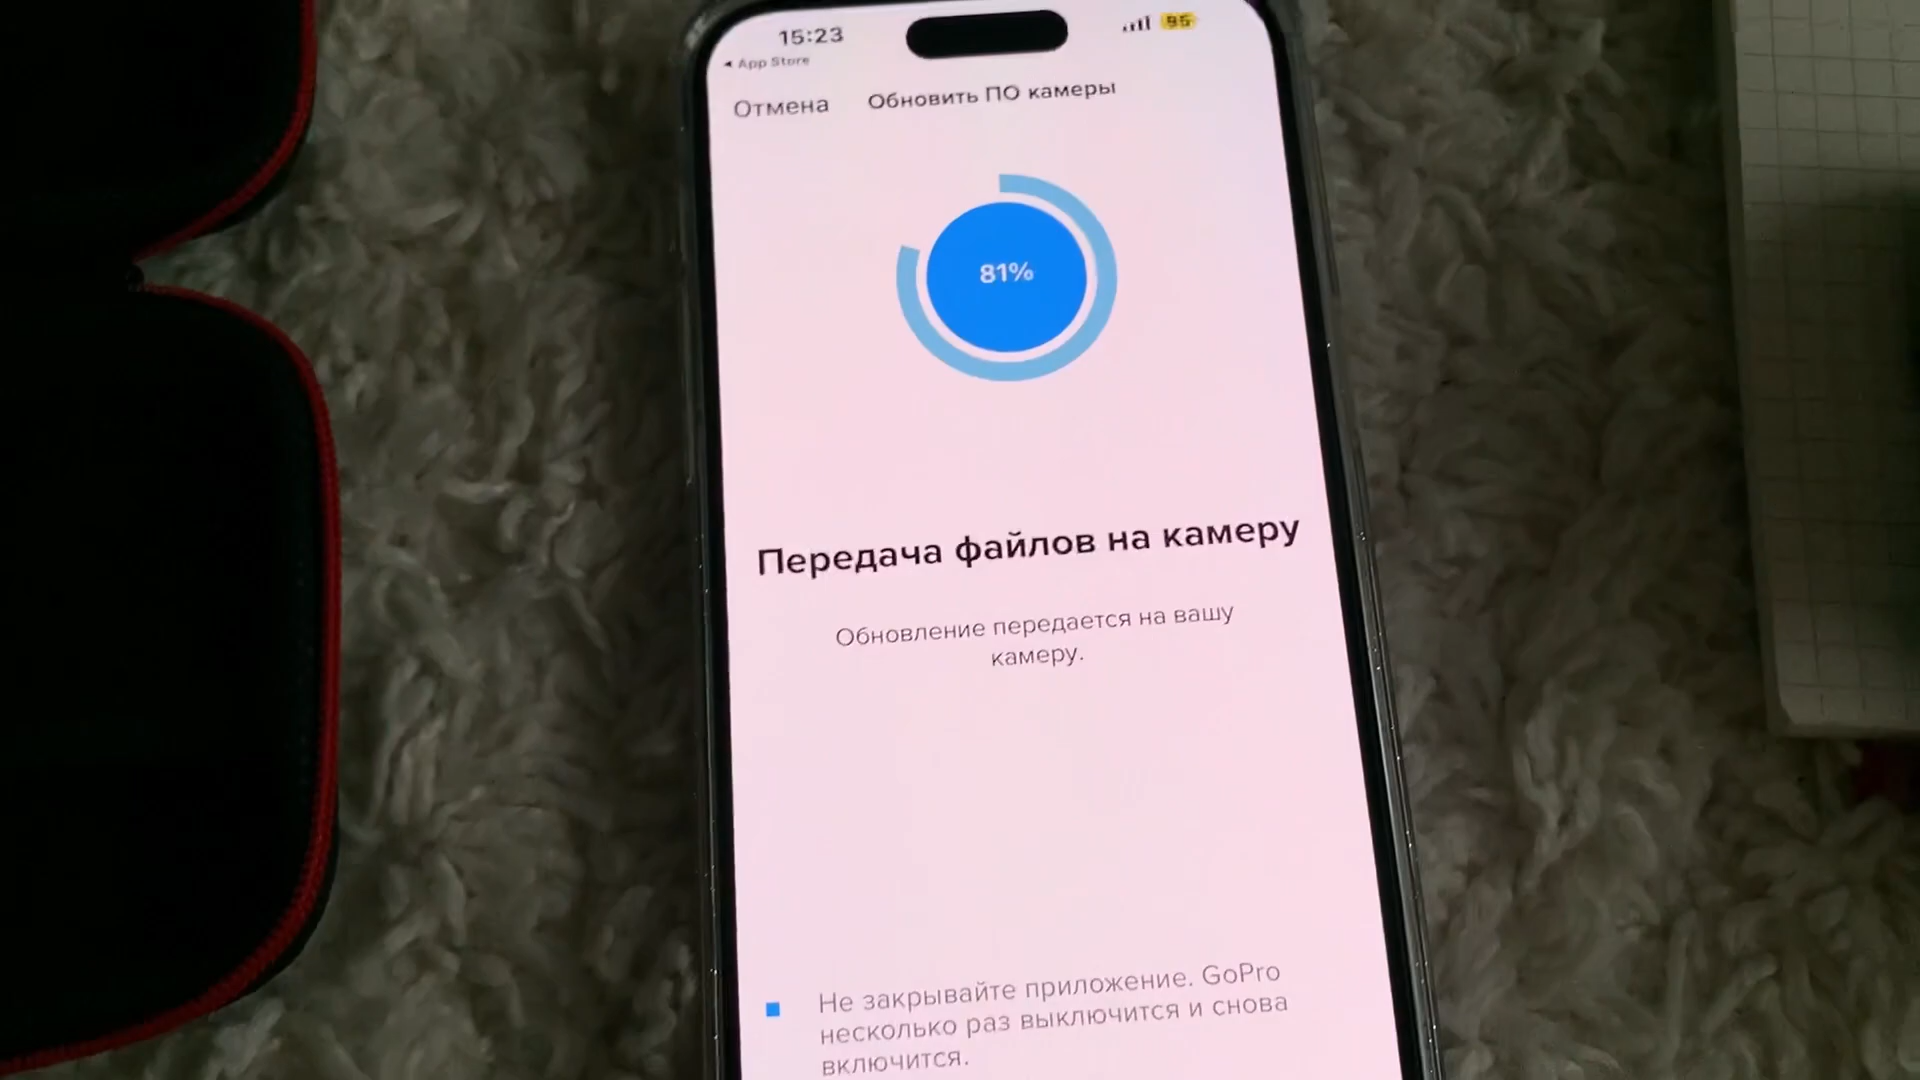 15:23
95
◂ App Store
Отмена
Обновить ПО камеры
81%
Передача файлов на камеру
Обновление передается на вашу
камеру.
Не закрывайте приложение. GoPro
несколько раз выключится и снова
включится.